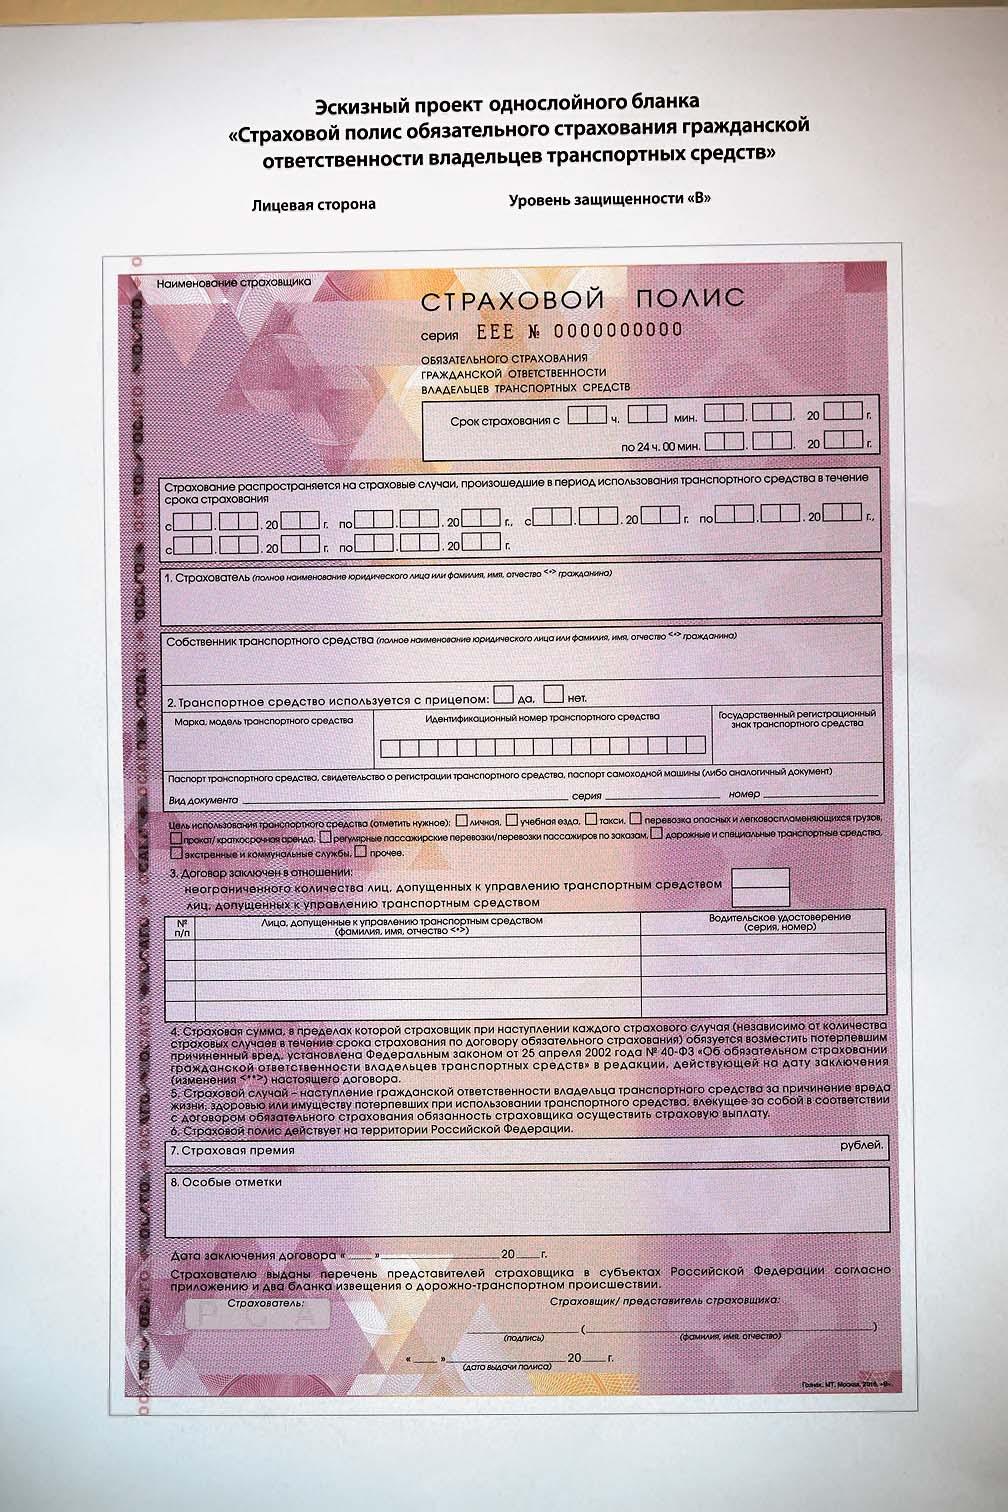 Эскизный проект однослойного бланка
«Страховой полис обязательного страхования гражданской
ответственности владельцев транспортных средств»
Лицевая сторона Уровень защищенности «В»
Наименование страховщика
СТРАХОВОЙ ПОЛИС
серия ЕЕЕ № 0000000000
ОБЯЗАТЕЛЬНОГО СТРАХОВАНИЯ
ГРАЖДАНСКОЙ ОТВЕТСТВЕННОСТИ
ВЛАДЕЛЬЦЕВ ТРАНСПОРТНЫХ СРЕДСТВ
Срок страхования с ч. мин. . . 20 г.
по 24 ч. 00 мин. . . 20 г.
Страхование распространяется на страховые случаи, произошедшие в период использования транспортного средства в течение
срока страхования
с . . 20 г. по . . 20 г., с . . 20 г. по . . 20 г.,
с . . 20 г. по . . 20 г.
1. Страхователь (полное наименование юридического лица или фамилия, имя, отчество <*> гражданина)
Собственник транспортного средства (полное наименование юридического лица или фамилия, имя, отчество <*> гражданина)
2. Транспортное средство используется с прицепом: да, нет.
Марка, модель транспортного средства
Идентификационный номер транспортного средства
Государственный регистрационный
знак транспортного средства
Паспорт транспортного средства, свидетельство о регистрации транспортного средства, паспорт самоходной машины (либо аналогичный документ)
Вид документа серия номер
Цель использования транспортного средства (отметить нужное): личная, учебная езда, такси, перевозка опасных и легковоспламеняющихся грузов,
прокат/краткосрочная аренда, регулярные пассажирские перевозки/перевозки пассажиров по заказам, дорожные и специальные транспортные средства,
экстренные и коммунальные службы, прочее.
3. Договор заключен в отношении:
неограниченного количества лиц, допущенных к управлению транспортным средством
лиц, допущенных к управлению транспортным средством
№
п/п
Лица, допущенные к управлению транспортным средством
(фамилия, имя, отчество <*>)
Водительское удостоверение
(серия, номер)
4. Страховая сумма, в пределах которой страховщик при наступлении каждого страхового случая (независимо от количества
страховых случаев в течение срока страхования по договору обязательного страхования) обязуется возместить потерпевшим
причиненный вред, установлена Федеральным законом от 25 апреля 2002 года № 40-ФЗ «Об обязательном страховании
гражданской ответственности владельцев транспортных средств» в редакции, действующей на дату заключения
(изменения <**>) настоящего договора.
5. Страховой случай – наступление гражданской ответственности владельца транспортного средства за причинение вреда
жизни, здоровью или имуществу потерпевших при использовании транспортного средства, влекущее за собой в соответствии
с договором обязательного страхования обязанность страховщика осуществить страховую выплату.
6. Страховой полис действует на территории Российской Федерации.
7. Страховая премия рублей.
8. Особые отметки
Дата заключения договора « » 20 г.
Страхователю выданы перечень представителей страховщика в субъектах Российской Федерации согласно
приложению и два бланка извещения о дорожно-транспортном происшествии.
Страхователь: Страховщик/ представитель страховщика:
РСА
( )
(подпись) (фамилия, имя, отчество)
« » 20 г.
(дата выдачи полиса)
Гознак, МТ, Москва, 2016, «В».